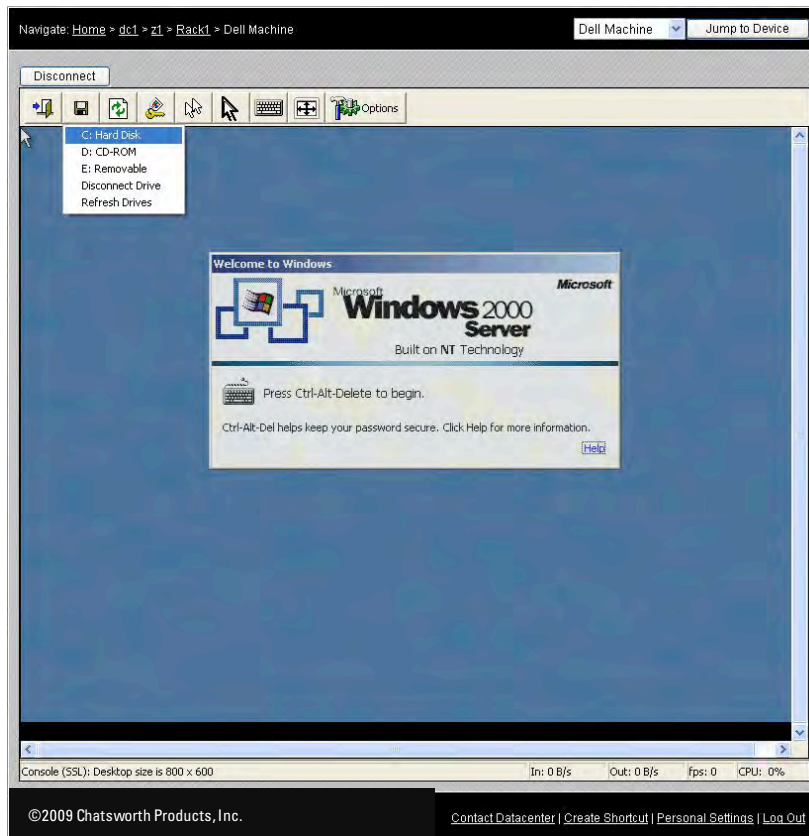 Navigate: Home > dc1 > z1 > Rack1 > Dell Machine
Dell Machine
Jump to Device
Disconnect
Options
C: Hard Disk
D: CD-ROM
E: Removable
Disconnect Drive
Refresh Drives
Welcome to Windows
Microsoft
Microsoft
Windows 2000
Server
Built on NT Technology
Press Ctrl-Alt-Delete to begin.
Ctrl-Alt-Del helps keep your password secure. Click Help for more information.
Help
Console (SSL): Desktop size is 800 x 600
In: 0 B/s
Out: 0 B/s
fps: 0
CPU: 0%
©2009 Chatsworth Products, Inc.
Contact Datacenter | Create Shortcut | Personal Settings | Log Out